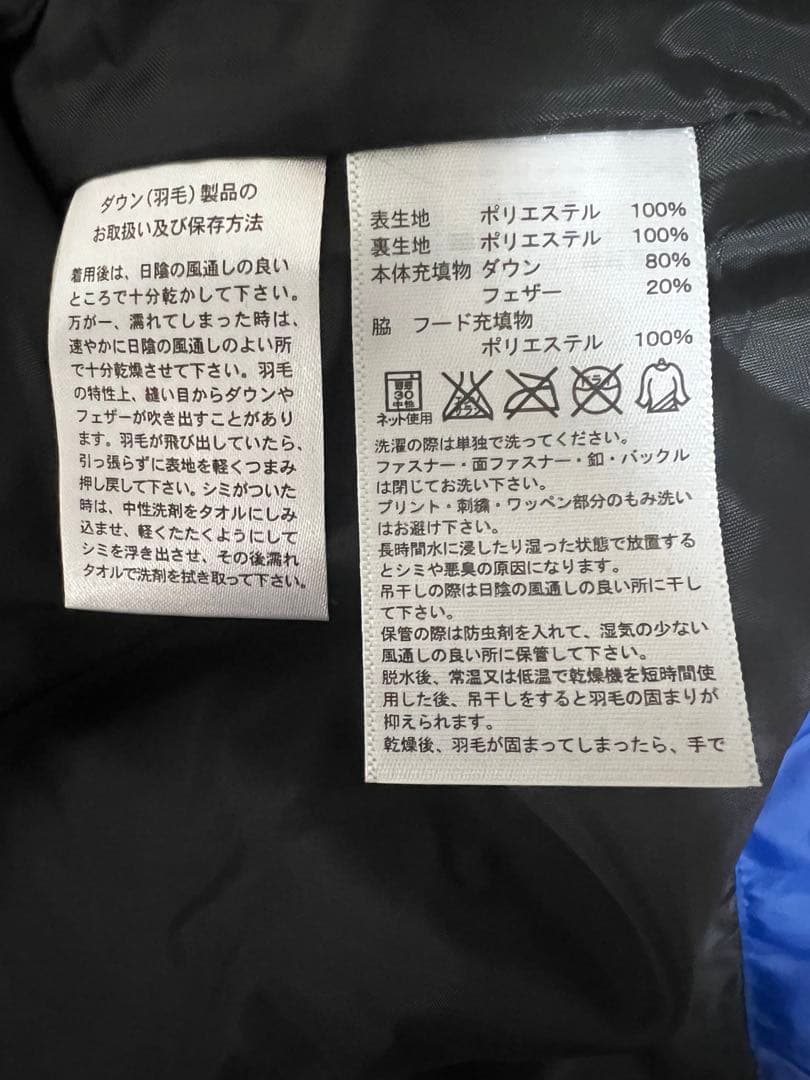 ダウン(羽毛)製品の
お取扱い及び保存方法
着用後は、日陰の風通しの良い
ところで十分乾かして下さい。
万が一、濡れてしまった時は、
速やかに日陰の風通しのよい所
で十分乾燥させて下さい。羽毛
の特性上、縫い目からダウンや
フェザーが吹き出すことがあり
ます。羽毛が飛び出していたら、
引っ張らずに表地を軽くつまみ
押し戻して下さい。シミがついた
時は、中性洗剤をタオルにしみ
込ませ、軽くたたくようにして
シミを浮き出させ、その後濡れ
タオルで洗剤を拭き取って下さい。
表生地 ポリエステル 100%
裏生地 ポリエステル 100%
本体充填物 ダウン 80%
フェザー 20%
脇 フード充填物
ポリエステル 100%
30
中性
エンソ
サラシ
ドライ
ネット使用
洗濯の際は単独で洗ってください。
ファスナー・面ファスナー・釦・バックル
は閉じてお洗い下さい。
プリント・刺繍・ワッペン部分のもみ洗い
はお避け下さい。
長時間水に浸したり湿った状態で放置する
とシミや悪臭の原因になります。
吊干しの際は日陰の風通しの良い所に干し
て下さい。
保管の際は防虫剤を入れて、湿気の少ない
風通しの良い所に保管して下さい。
脱水後、常温又は低温で乾燥機を短時間使
用した後、吊干しをすると羽毛の固まりが
抑えられます。
乾燥後、羽毛が固まってしまったら、手で